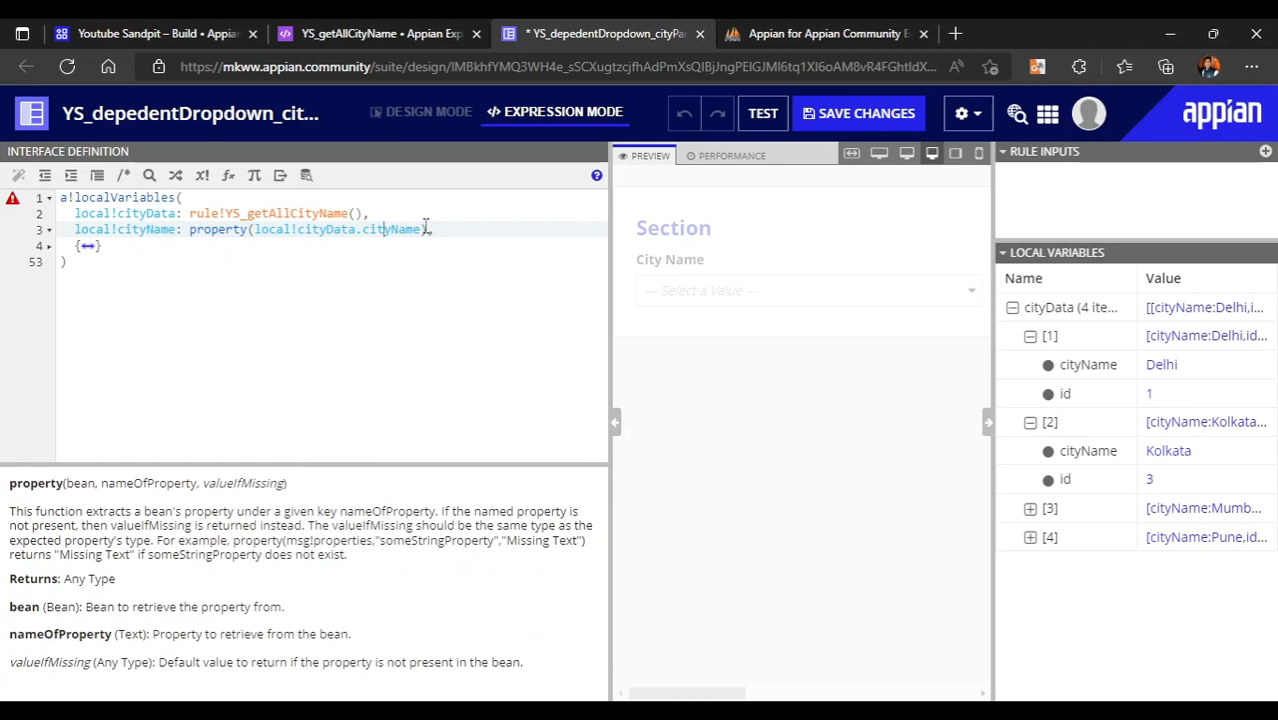 Youtube Sandpit – Build • Appian
YS_getAllCityName • Appian Exp
* YS_depedentDropdown_cityPar
Appian for Appian Community E
https://mkww.appian.community/suite/design/
YS_depedentDropdown_cit...
DESIGN MODE
EXPRESSION MODE
TEST
SAVE CHANGES
appian
INTERFACE DEFINITION
PREVIEW
PERFORMANCE
RULE INPUTS
1 a!localVariables(
2 local!cityData: rule!YS_getAllCityName(),
3 local!cityName: property(local!cityData.cityName),
4 {↔}
53 )
Section
City Name
--- Select a Value ---
LOCAL VARIABLES
Name Value
cityData (4 ite... [[cityName:Delhi,i...
[1] [cityName:Delhi,id...
cityName Delhi
id 1
[2] [cityName:Kolkata...
cityName Kolkata
id 3
[3] [cityName:Mumb...
[4] [cityName:Pune,id...
property(bean, nameOfProperty, valueIfMissing)
This function extracts a bean's property under a given key nameOfProperty. If the named property is
not present, then valueIfMissing is returned instead. The valueIfMissing should be the same type as the
expected property's type. For example, property(msg!properties,"someStringProperty","Missing Text")
returns "Missing Text" if someStringProperty does not exist.
Returns: Any Type
bean (Bean): Bean to retrieve the property from.
nameOfProperty (Text): Property to retrieve from the bean.
valueIfMissing (Any Type): Default value to return if the property is not present in the bean.